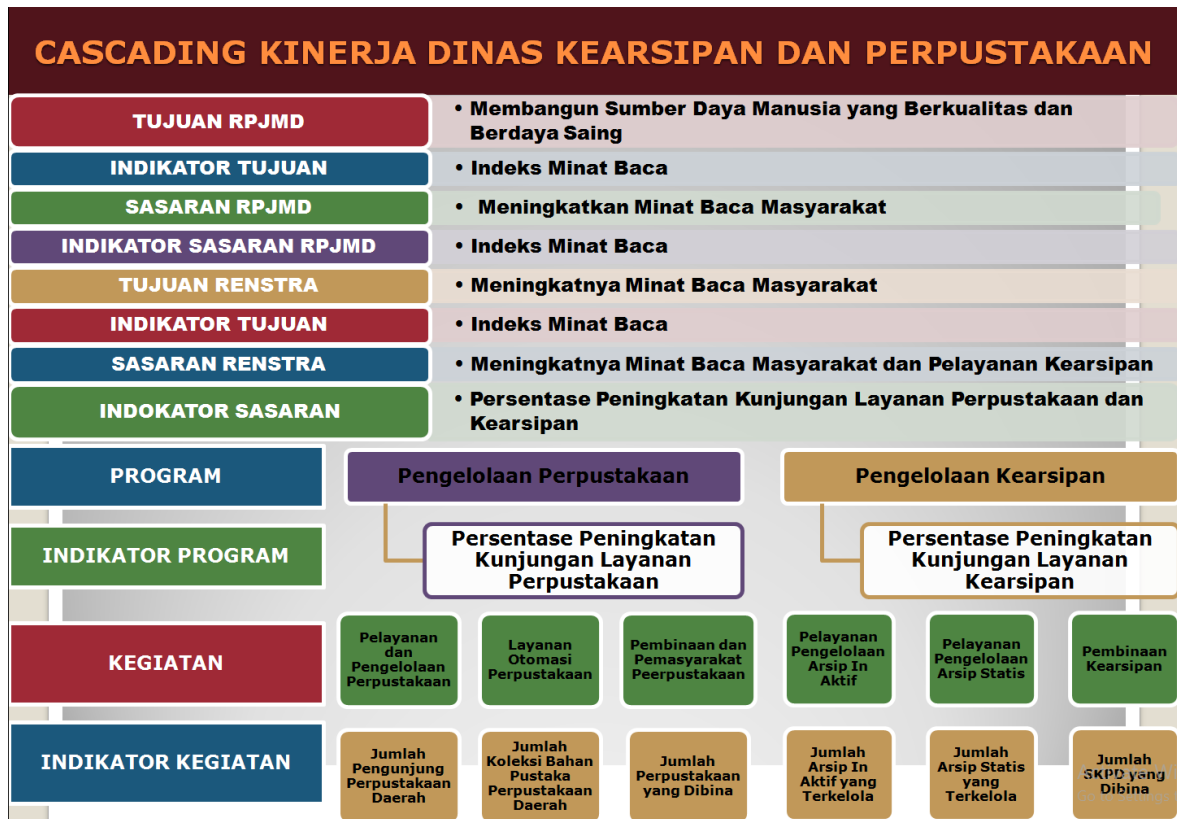 CASCADING KINERJA DINAS KEARSIPAN DAN PERPUSTAKAAN
TUJUAN RPJMD
• Membangun Sumber Daya Manusia yang Berkualitas dan
Berdaya Saing
INDIKATOR TUJUAN
• Indeks Minat Baca
SASARAN RPJMD
• Meningkatkan Minat Baca Masyarakat
INDIKATOR SASARAN RPJMD
• Indeks Minat Baca
TUJUAN RENSTRA
• Meningkatnya Minat Baca Masyarakat
INDIKATOR TUJUAN
• Indeks Minat Baca
SASARAN RENSTRA
• Meningkatnya Minat Baca Masyarakat dan Pelayanan Kearsipan
INDOKATOR SASARAN
• Persentase Peningkatan Kunjungan Layanan Perpustakaan dan
Kearsipan
PROGRAM
Pengelolaan Perpustakaan
Pengelolaan Kearsipan
INDIKATOR PROGRAM
Persentase Peningkatan
Kunjungan Layanan
Perpustakaan
Persentase Peningkatan
Kunjungan Layanan
Kearsipan
KEGIATAN
Pelayanan
dan
Pengelolaan
Perpustakaan
Layanan
Otomasi
Perpustakaan
Pembinaan dan
Pemasyarakat
Peerpustakaan
Pelayanan
Pengelolaan
Arsip In
Aktif
Pelayanan
Pengelolaan
Arsip Statis
Pembinaan
Kearsipan
INDIKATOR KEGIATAN
Jumlah
Pengunjung
Perpustakaan
Daerah
Jumlah
Koleksi Bahan
Pustaka
Perpustakaan
Daerah
Jumlah
Perpustakaan
yang Dibina
Jumlah
Arsip In
Aktif yang
Terkelola
Jumlah
Arsip Statis
yang
Terkelola
Jumlah
SKPD yang
Dibina